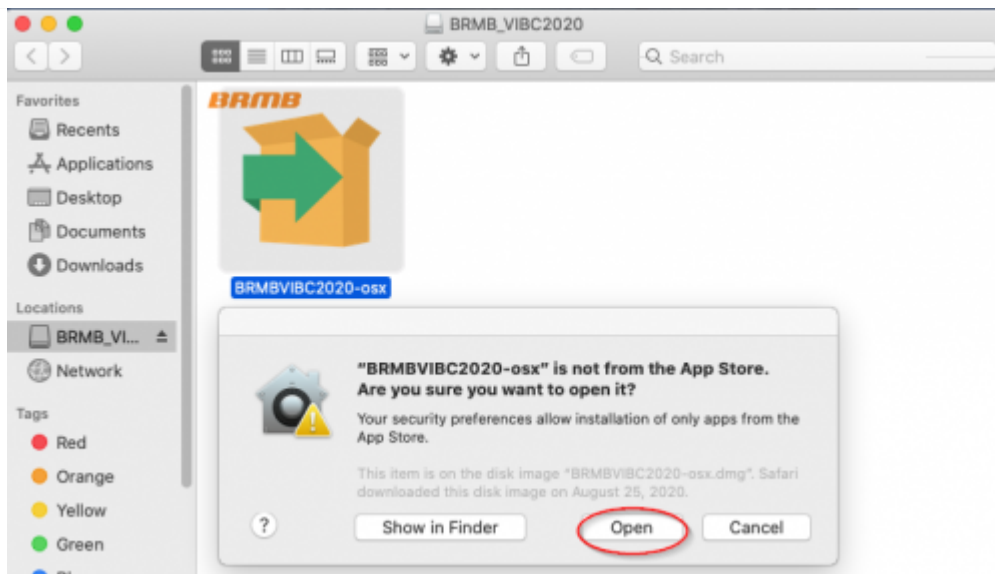 BRMB_VIBC2020
Search
Favorites
Recents
Applications
Desktop
Documents
Downloads
Locations
BRMB_VI...
Network
Tags
Red
Orange
Yellow
Green
BRMB
BRMBVIBC2020-osx
"BRMBVIBC2020-osx" is not from the App Store.
Are you sure you want to open it?
Your security preferences allow installation of only apps from the
App Store.
This item is on the disk image "BRMBVIBC2020-osx.dmg". Safari
downloaded this disk image on August 25, 2020.
?
Show in Finder
Open
Cancel